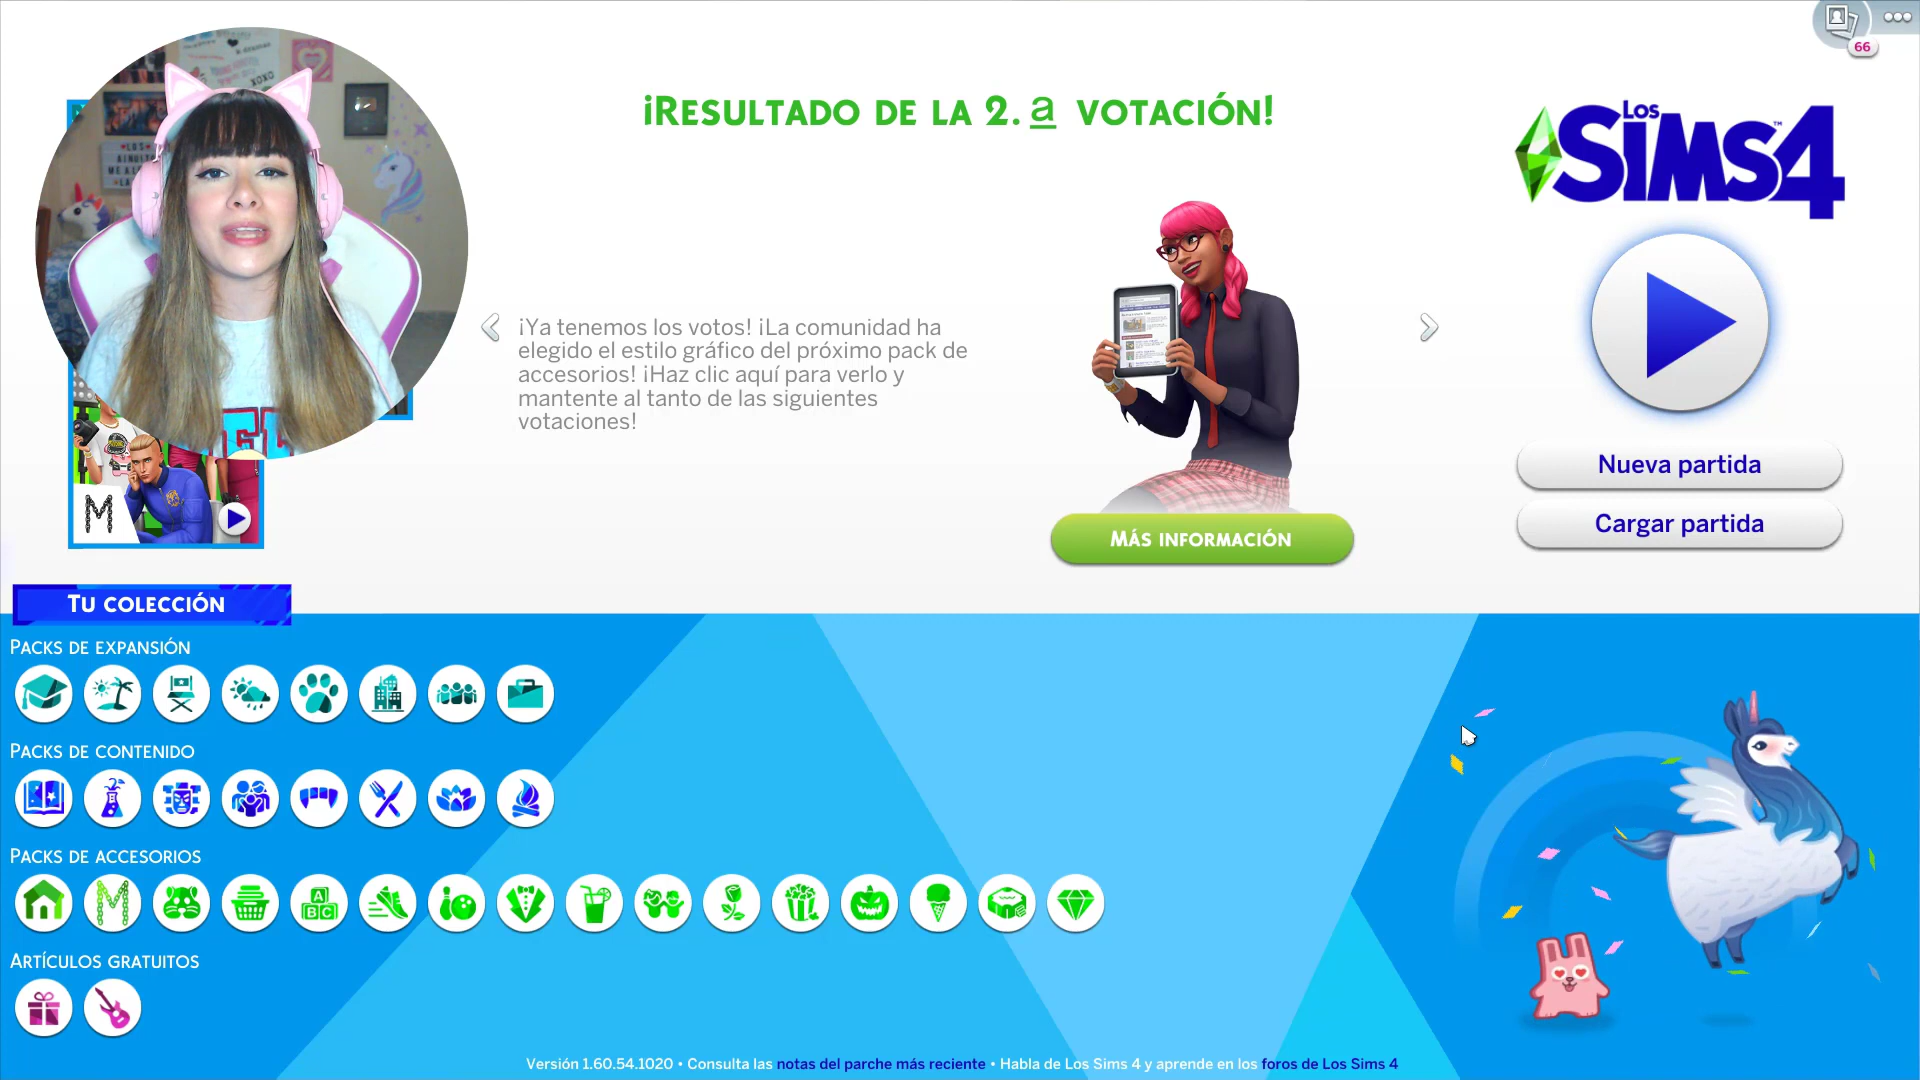 XOXO
66
¡RESULTADO DE LA 2.ª VOTACIÓN!
LOS
SIMS4
™
¡Ya tenemos los votos! ¡La comunidad ha
elegido el estilo gráfico del próximo pack de
accesorios! ¡Haz clic aquí para verlo y
mantente al tanto de las siguientes
votaciones!
MÁS INFORMACIÓN
Nueva partida
Cargar partida
M
TU COLECCIÓN
PACKS DE EXPANSIÓN
PACKS DE CONTENIDO
PACKS DE ACCESORIOS
M
A
BC
ARTÍCULOS GRATUITOS
Versión 1.60.54.1020 • Consulta las notas del parche más reciente • Habla de Los Sims 4 y aprende en los foros de Los Sims 4